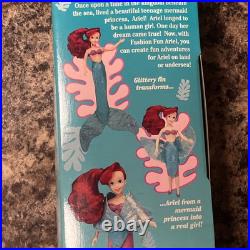 Once upon a time in the kingdom beneath
the sea, lived a beautiful teenage mermaid
princess, Ariel! Ariel longed to
be a human girl. One day her
dream came true! Now, with
Fashion Fun Ariel, you can
create fun adventures
for Ariel on land
or undersea!
Glittery fin
transforms...
...Ariel from a
mermaid
princess into
a real girl!